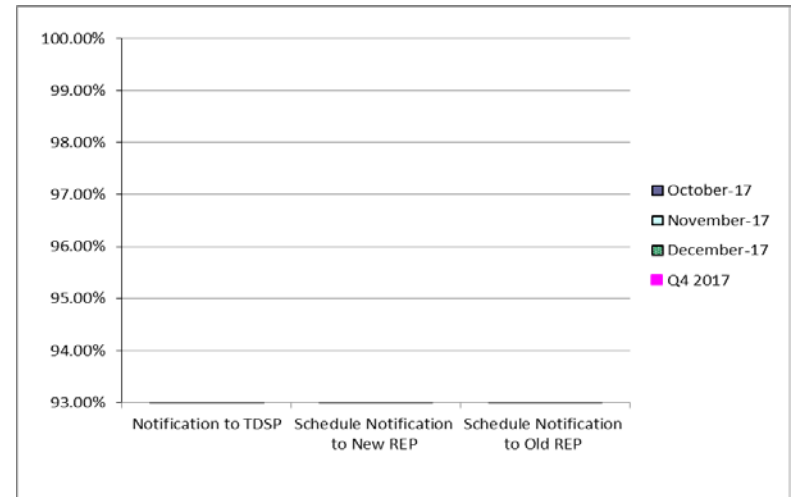 100.00%
99.00%
98.00%
97.00%
96.00%
95.00%
94.00%
93.00%
Notification to TDSP
Schedule Notification
to New REP
Schedule Notification
to Old REP
October-17
November-17
December-17
Q4 2017